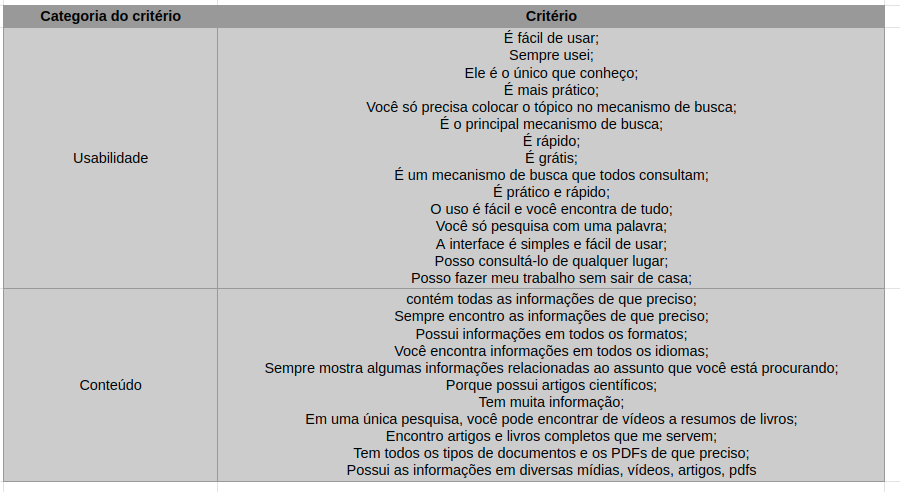 Categoria do critério Critério
É fácil de usar;
Sempre usei;
Ele é o único que conheço;
É mais prático;
Você só precisa colocar o tópico no mecanismo de busca;
É o principal mecanismo de busca;
É rápido;
Usabilidade
É grátis;
É um mecanismo de busca que todos consultam;
É prático e rápido;
O uso é fácil e você encontra de tudo;
Você só pesquisa com uma palavra;
A interface é simples e fácil de usar;
Posso consultá-lo de qualquer lugar;
Posso fazer meu trabalho sem sair de casa;
contém todas as informações de que preciso;
Sempre encontro as informações de que preciso;
Possui informações em todos os formatos;
Você encontra informações em todos os idiomas;
Sempre mostra algumas informações relacionadas ao assunto que você está procurando;
Conteúdo
Porque possui artigos científicos;
Tem muita informação;
Em uma única pesquisa, você pode encontrar de vídeos a resumos de livros;
Encontro artigos e livros completos que me servem;
Tem todos os tipos de documentos e os PDFs de que preciso;
Possui as informações em diversas mídias, vídeos, artigos, pdfs